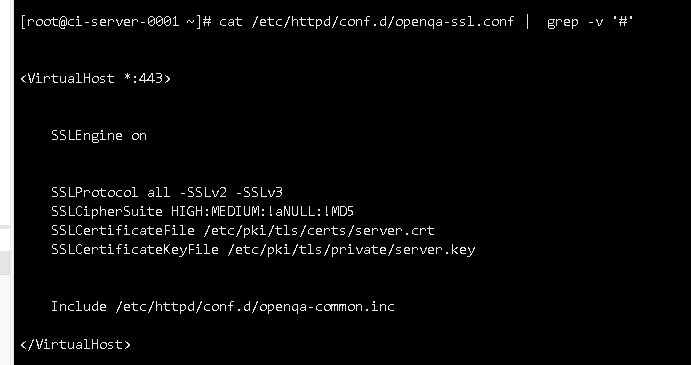 [root@ci-server-0001 ~]# cat /etc/httpd/conf.d/openqa-ssl.conf | grep -v '#'
<VirtualHost *:443>
SSLEngine on
SSLProtocol all -SSLv2 -SSLv3
SSLCipherSuite HIGH:MEDIUM:!aNULL:!MD5
SSLCertificateFile /etc/pki/tls/certs/server.crt
SSLCertificateKeyFile /etc/pki/tls/private/server.key
Include /etc/httpd/conf.d/openqa-common.inc
</VirtualHost>